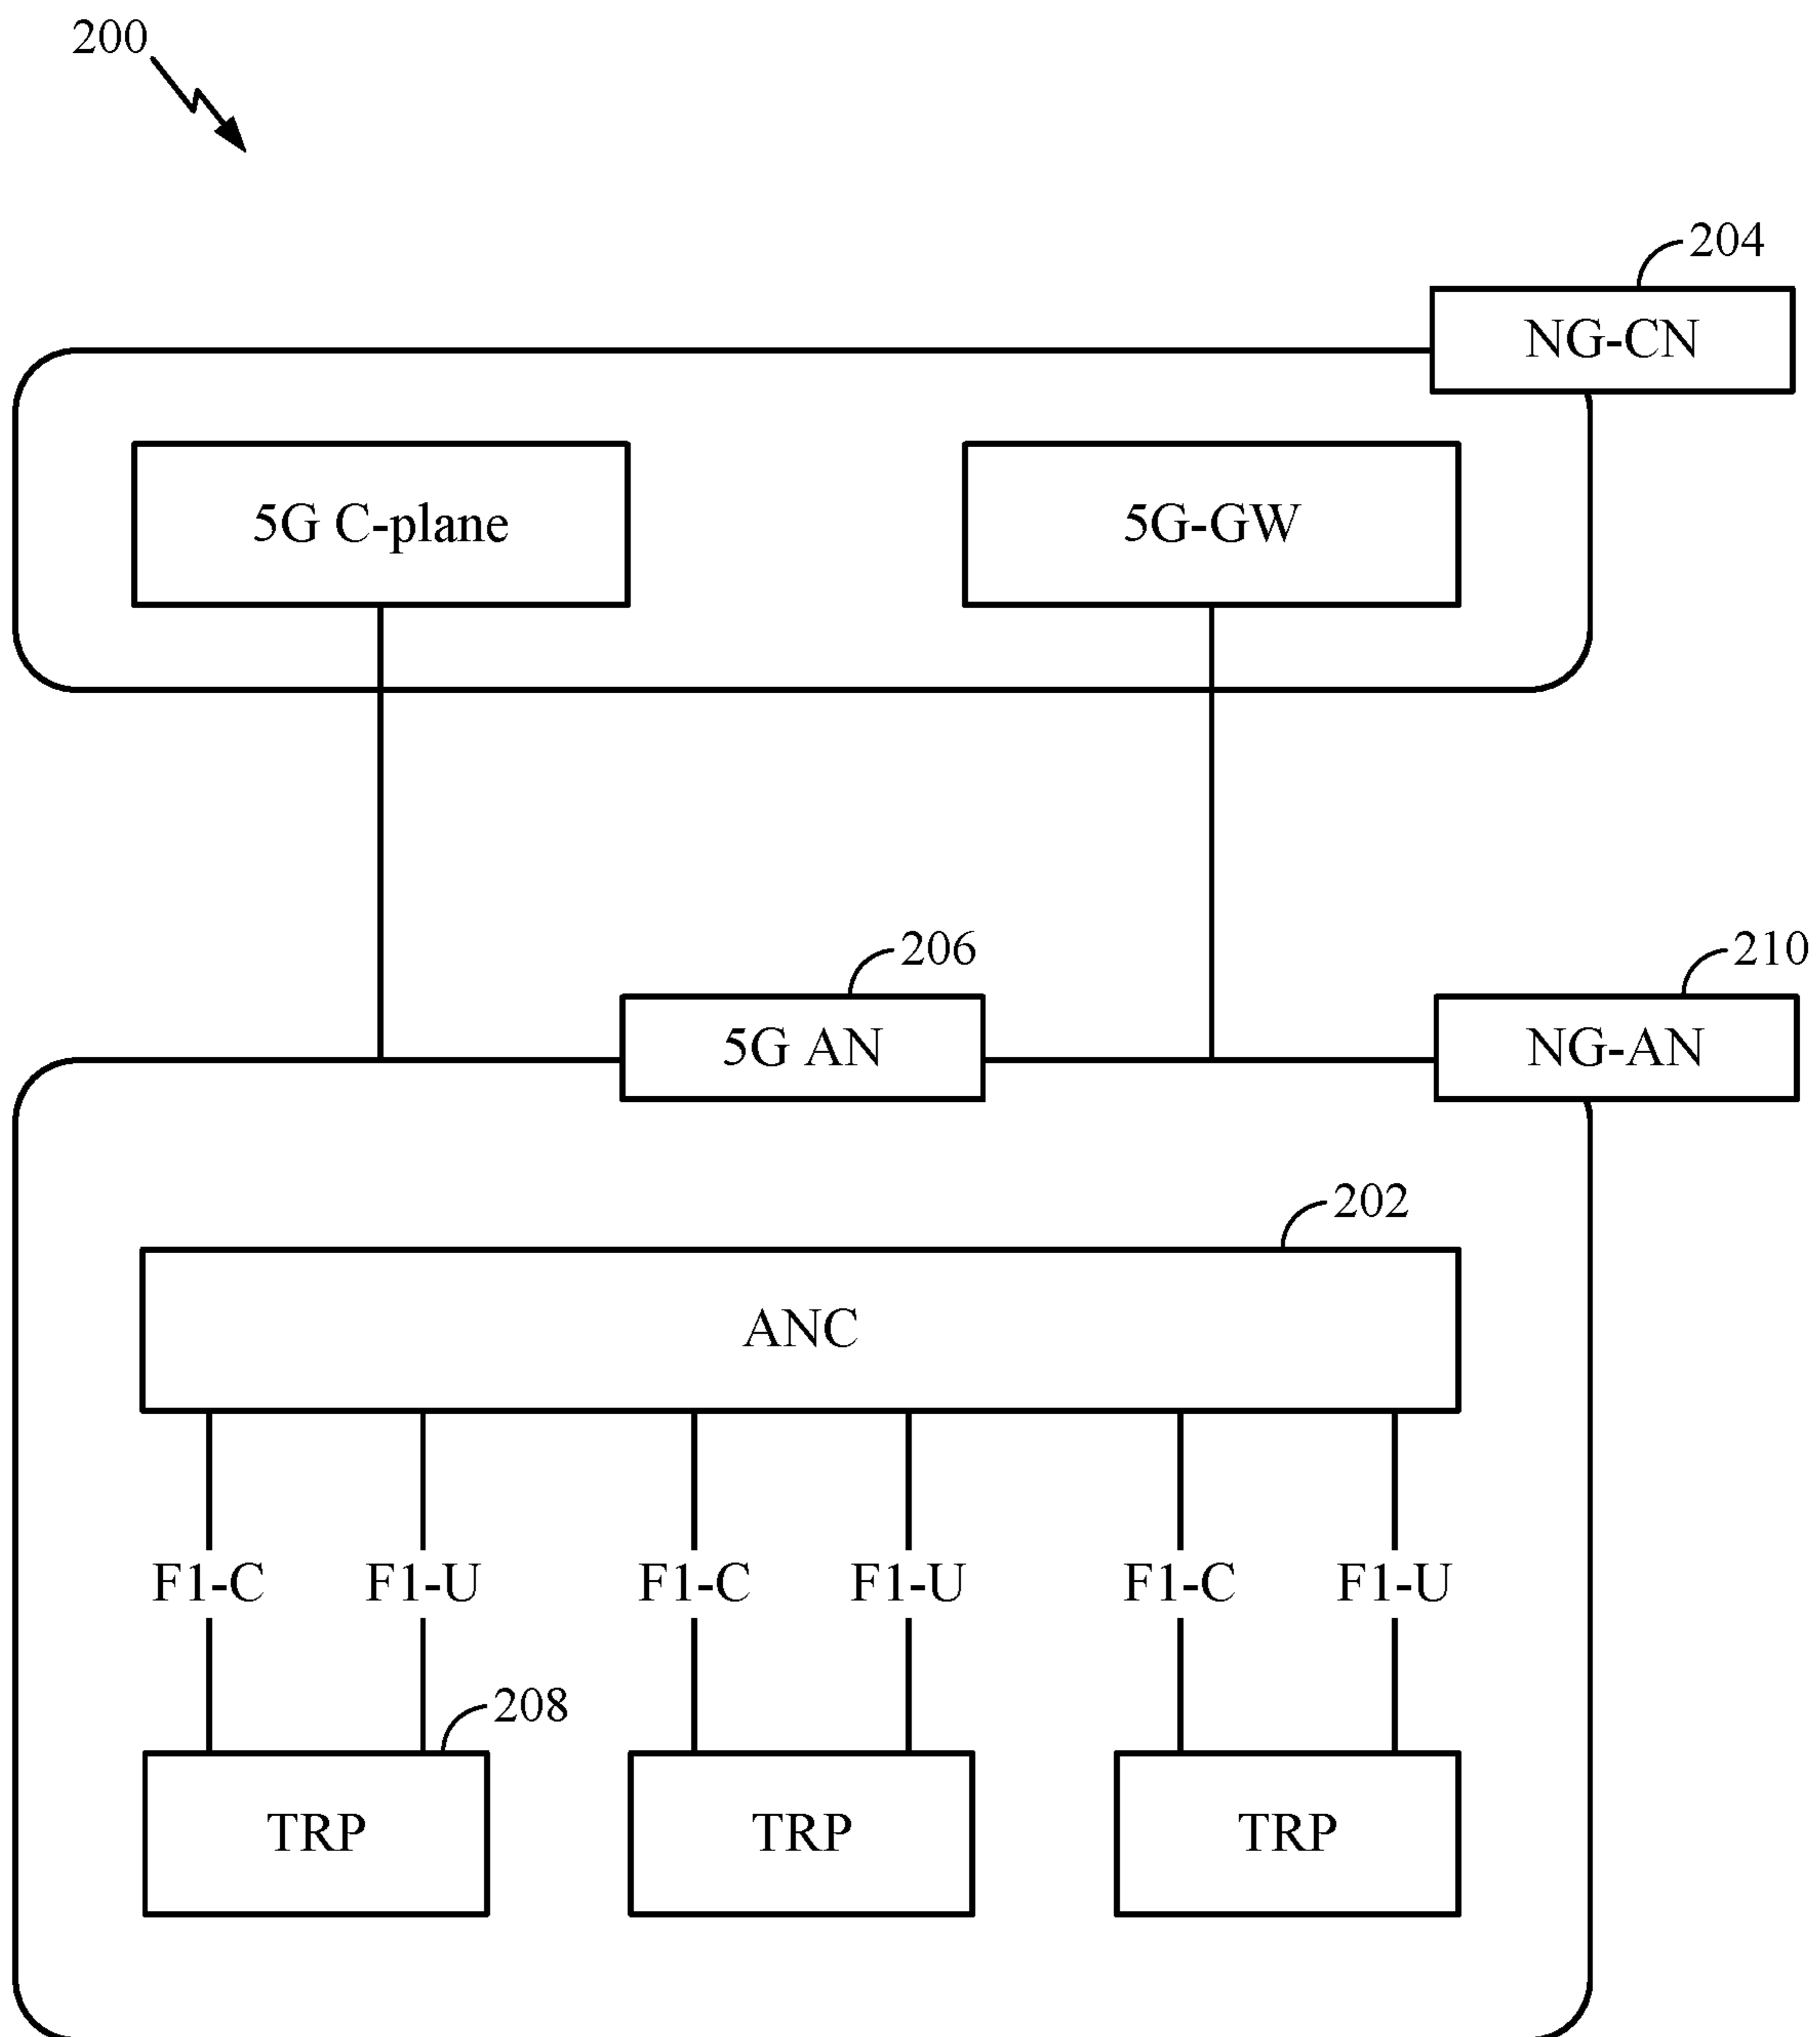 200
204
NG-CN
5G C-plane
5G-GW
206
210
5G AN
NG-AN
202
ANC
F1-C
F1-U
F1-C
F1-U
F1-C
F1-U
208
TRP
TRP
TRP